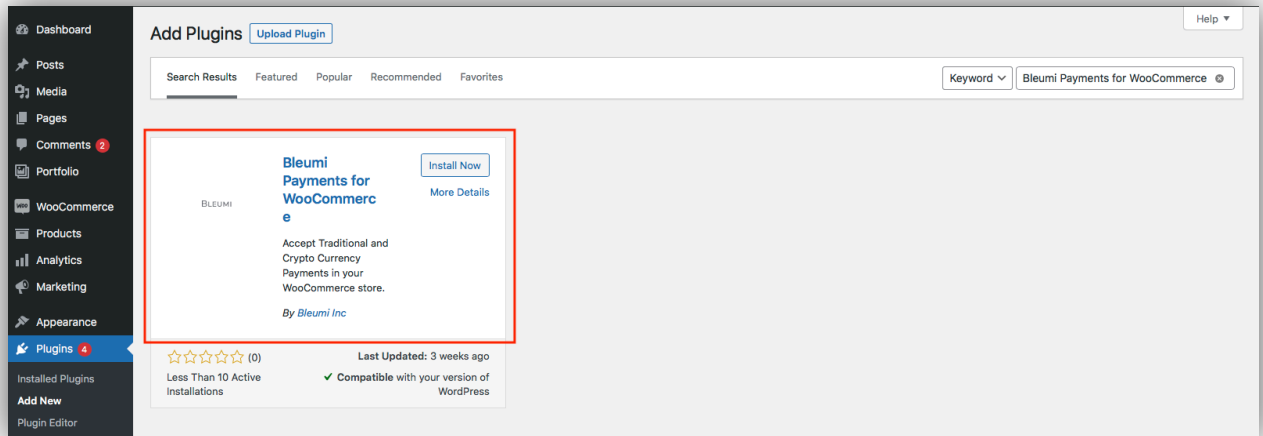 Dashboard
Posts
Media
Pages
Comments 2
Portfolio
WooCommerce
Products
Analytics
Marketing
Appearance
Plugins 4
Installed Plugins
Add New
Plugin Editor
Help
Add Plugins Upload Plugin
Search Results Featured Popular Recommended Favorites Keyword Bleumi Payments for WooCommerce
BLEUMI
Bleumi
Payments for
WooCommerc
e
Install Now
More Details
Accept Traditional and
Crypto Currency
Payments in your
WooCommerce store.
By Bleumi Inc
(0)
Less Than 10 Active
Installations
Last Updated: 3 weeks ago
Compatible with your version of
WordPress